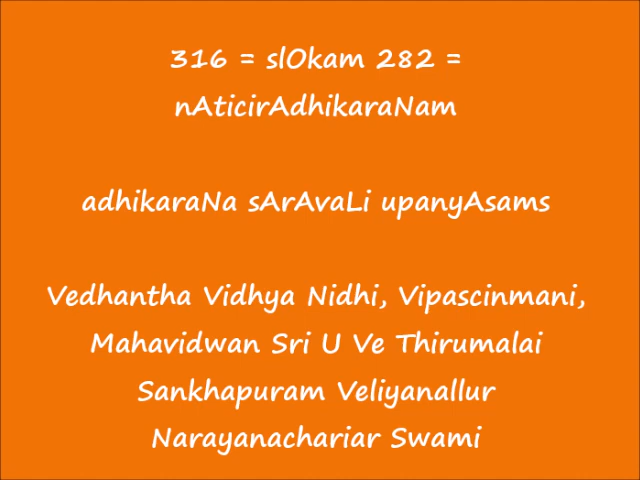 316 = slOkam 282 =
nAticirAdhikaraNam
adhikaraNa sArAvaLi upanyAsams
Vedhantha Vidhya Nidhi, Vipascinmani,
Mahavidwan Sri U Ve Thirumalai
Sankhapuram Veliyanallur
Narayanachariar Swami